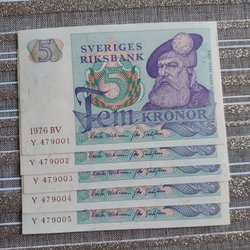 5
SVERIGES
RIKSBANK
5
Fem KRONOR
1976 BV
Y 479001
Y 479002
Y 479003
Y 479004
Y 479005